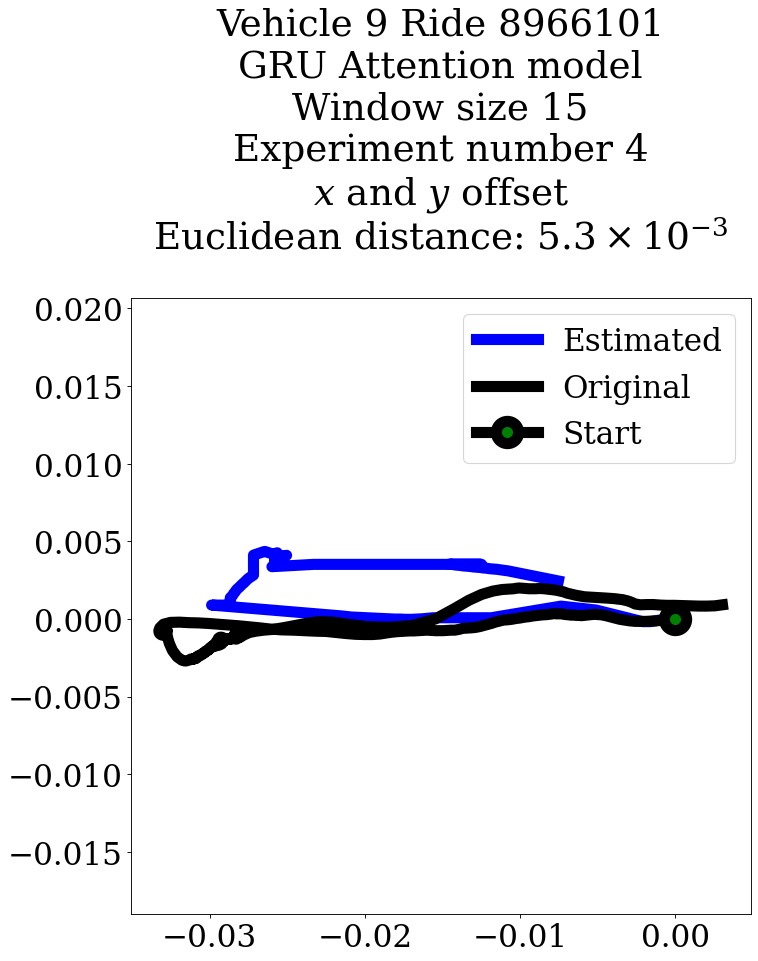 Vehicle 9 Ride 8966101
GRU Attention model
Window size 15
Experiment number 4
x and y offset
Euclidean distance: 5.3 × 10⁻³
Estimated
Original
Start
0.020
0.015
0.010
0.005
0.000
−0.005
−0.010
−0.015
−0.03 −0.02 −0.01 0.00